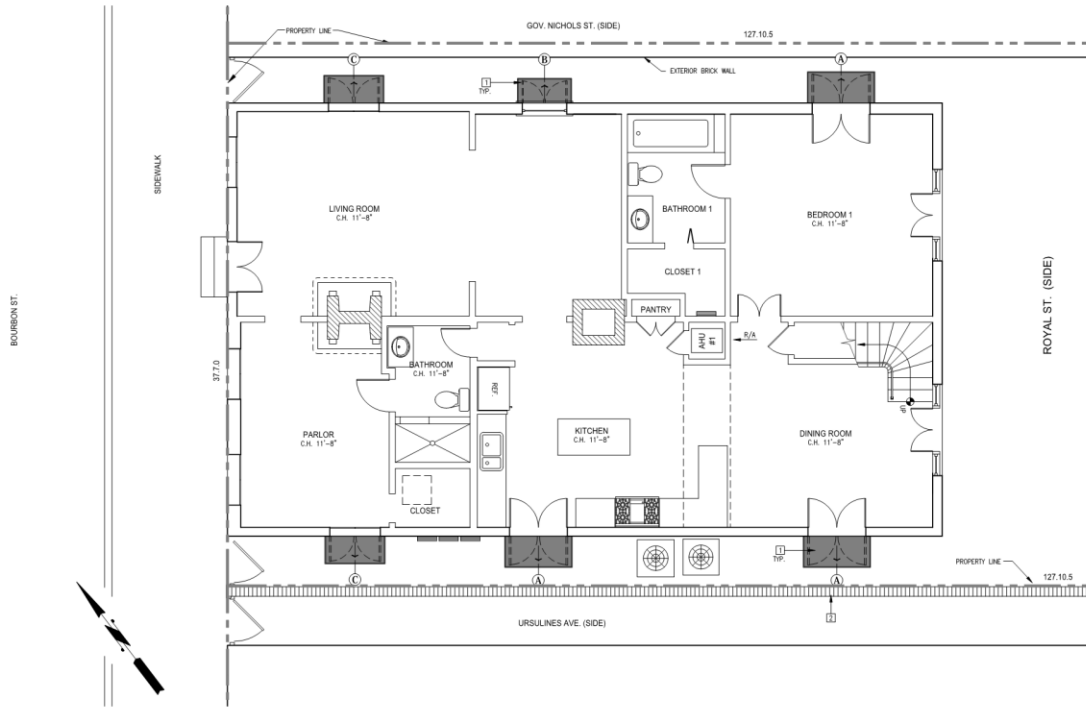 GOV. NICHOLS ST. (SIDE)
PROPERTY LINE
127.10.5
C
B
A
EXTERIOR BRICK WALL
1
TYP.
SIDEWALK
LIVING ROOM
C.H. 11'-8"
BATHROOM 1
C.H. 11'-8"
BEDROOM 1
C.H. 11'-8"
CLOSET 1
BOURBON ST.
ROYAL ST. (SIDE)
PANTRY
AHU
#1
R/A
37.7.0
BATHROOM
C.H. 11'-8"
REF.
UP
PARLOR
C.H. 11'-8"
KITCHEN
C.H. 11'-8"
DINING ROOM
C.H. 11'-8"
CLOSET
1
TYP.
C
A
A
PROPERTY LINE
127.10.5
2
URSULINES AVE. (SIDE)